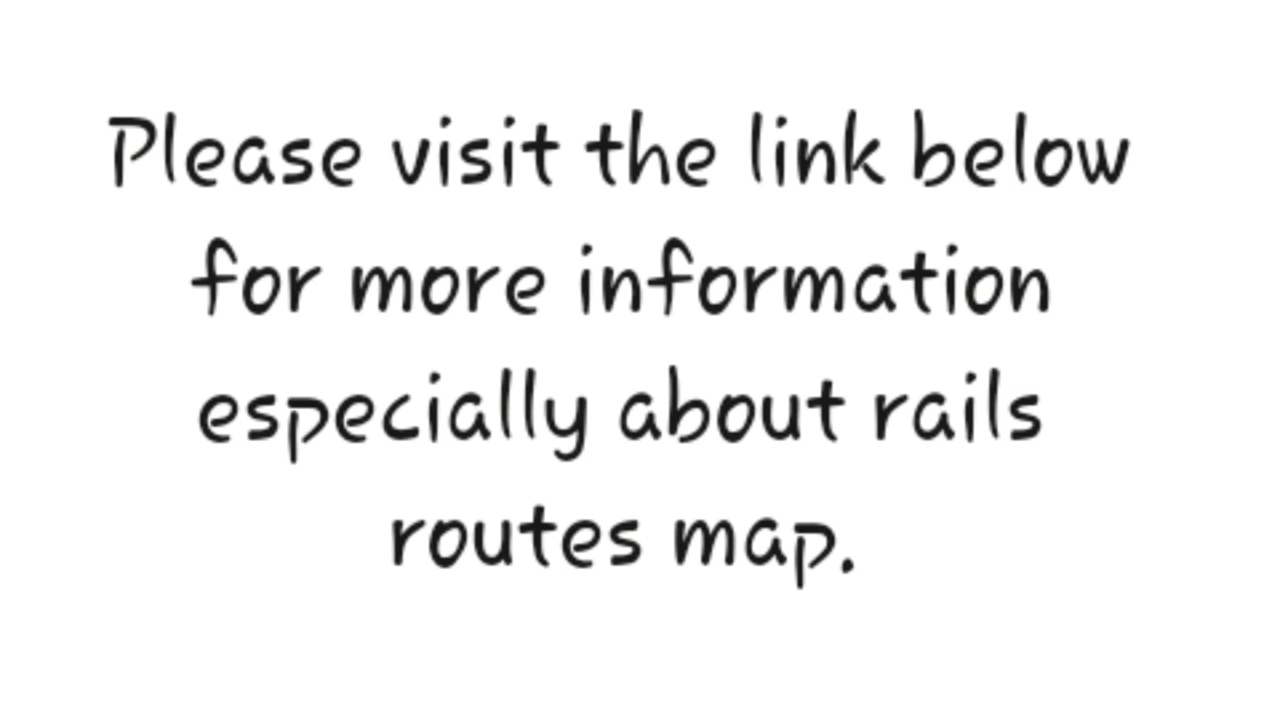 Please visit the link below
for more information
especially about rails
routes map.